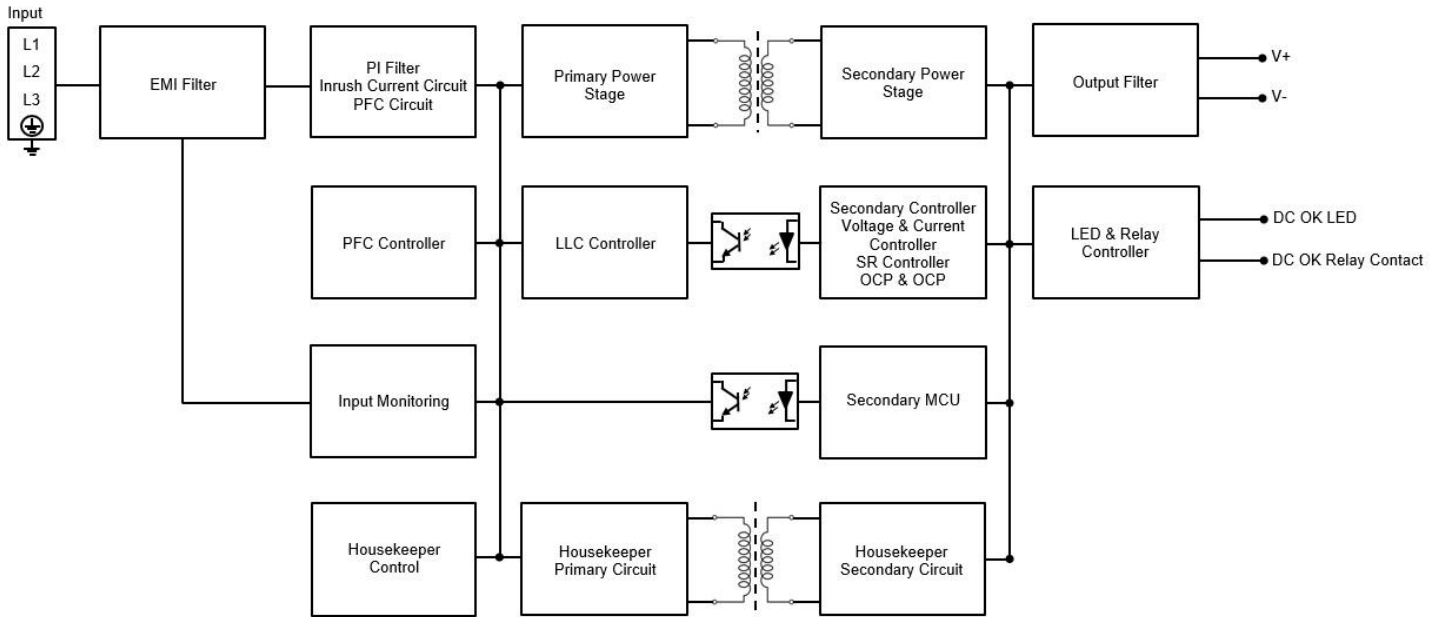 Input
L1
L2
L3
EMI Filter
PI Filter
Inrush Current Circuit
PFC Circuit
Primary Power
Stage
Secondary Power
Stage
Output Filter
V+
V-
PFC Controller
LLC Controller
Secondary Controller
Voltage & Current
Controller
SR Controller
OCP & OCP
LED & Relay
Controller
DC OK LED
DC OK Relay Contact
Input Monitoring
Secondary MCU
Housekeeper
Control
Housekeeper
Primary Circuit
Housekeeper
Secondary Circuit